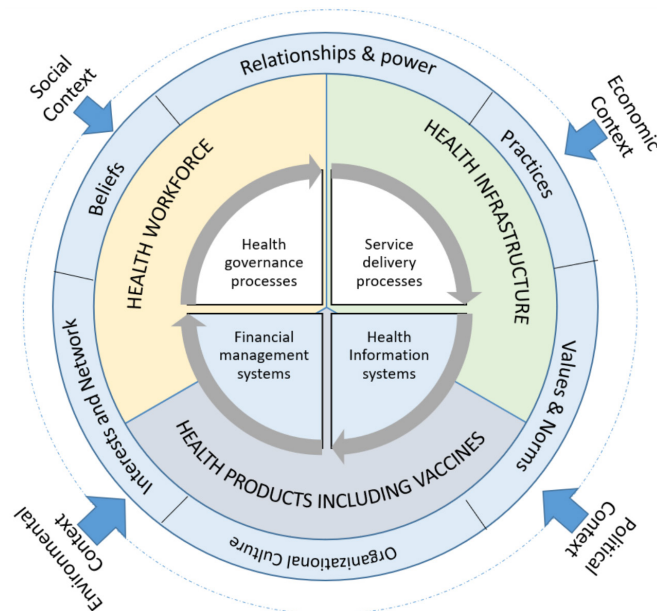 Relationships & power
Social
Context
Economic
Context
Beliefs
Practices
HEALTH WORKFORCE
HEALTH INFRASTRUCTURE
Health
governance
processes
Service
delivery
processes
Financial
management
systems
Health
Information
systems
Interests and Network
Values & Norms
HEALTH PRODUCTS INCLUDING VACCINES
Organizational Culture
Environmental
Context
Political
Context